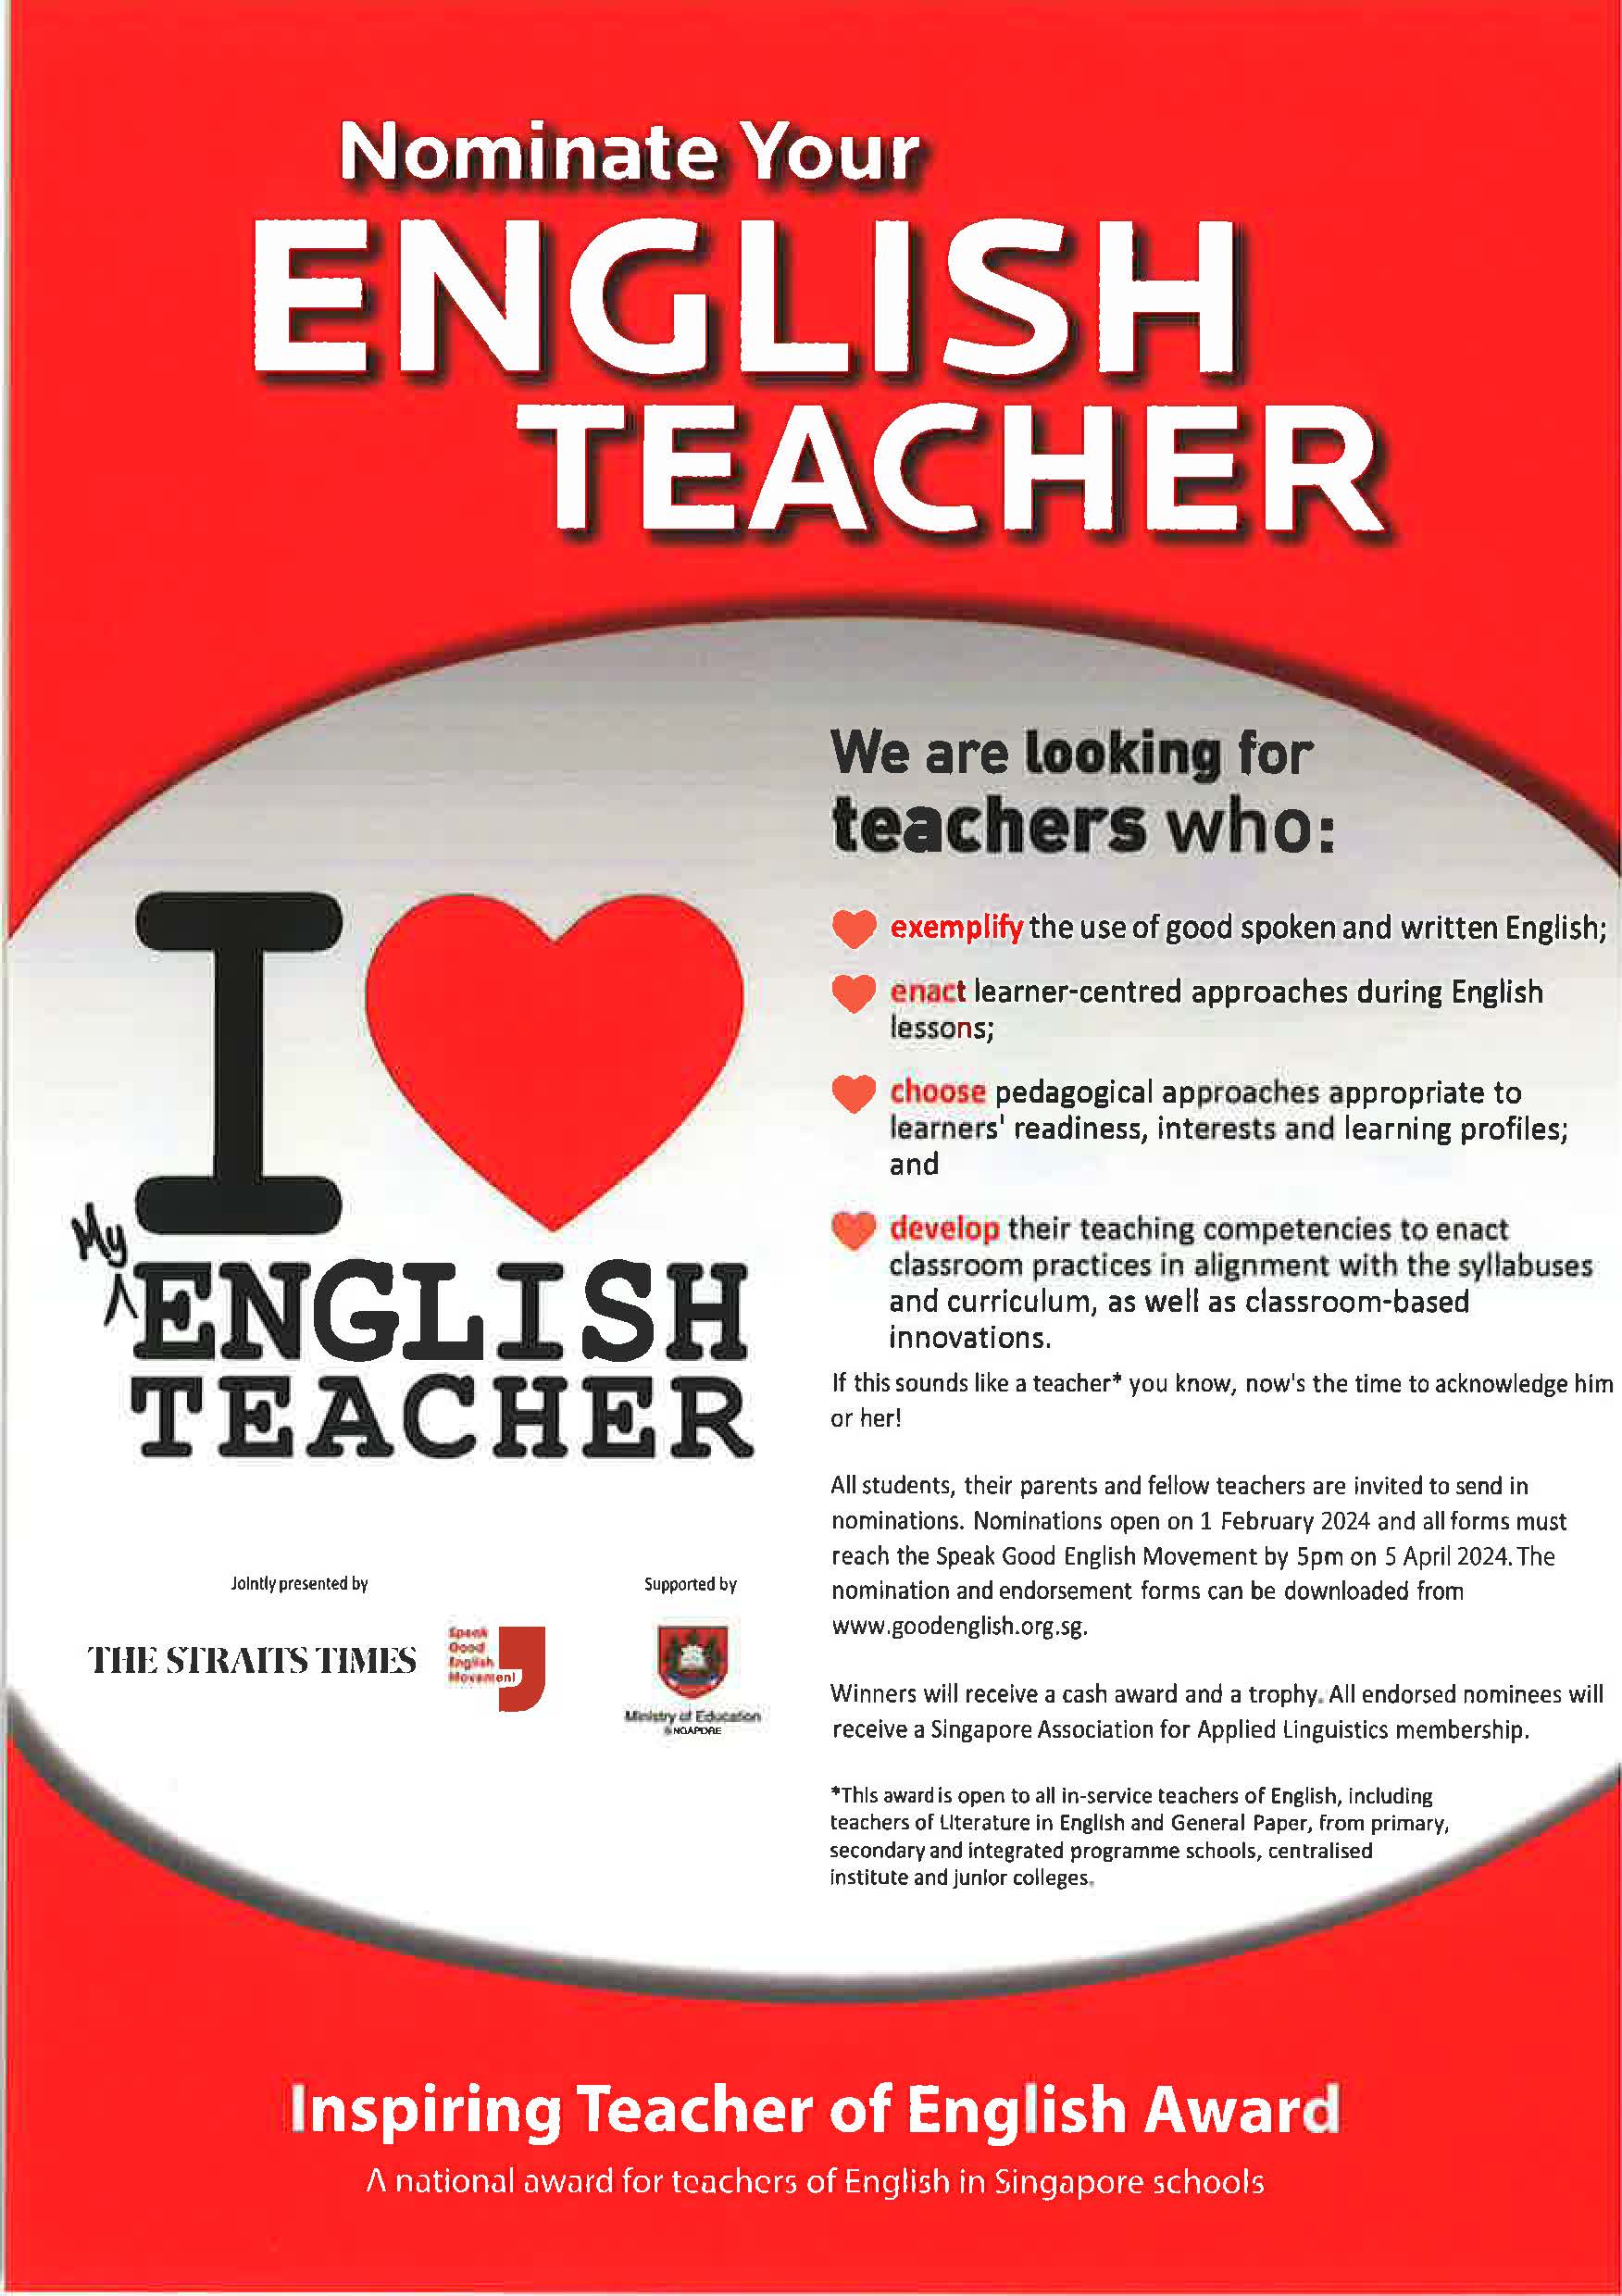 Nominate Your
ENGLISH
TEACHER
We are looking for
teachers who:
exemplify the use of good spoken and written English;
enact learner-centred approaches during English
lessons;
choose pedagogical approaches appropriate to
learners' readiness, interests and learning profiles;
and
develop their teaching competencies to enact
classroom practices in alignment with the syllabuses
and curriculum, as well as classroom-based
innovations.
If this sounds like a teacher* you know, now's the time to acknowledge him
or her!
All students, their parents and fellow teachers are invited to send in
nominations. Nominations open on 1 February 2024 and all forms must
reach the Speak Good English Movement by 5pm on 5 April 2024. The
nomination and endorsement forms can be downloaded from
www.goodenglish.org.sg.
Winners will receive a cash award and a trophy. All endorsed nominees will
receive a Singapore Association for Applied Linguistics membership.
*This award is open to all in-service teachers of English, including
teachers of Literature in English and General Paper, from primary,
secondary and integrated programme schools, centralised
institute and junior colleges.
I
My
ENGLISH
TEACHER
Jointly presented by
THE STRAITS TIMES
Speak
Good
English
Movement
Supported by
Ministry of Education
SINGAPORE
Inspiring Teacher of English Award
A national award for teachers of English in Singapore schools